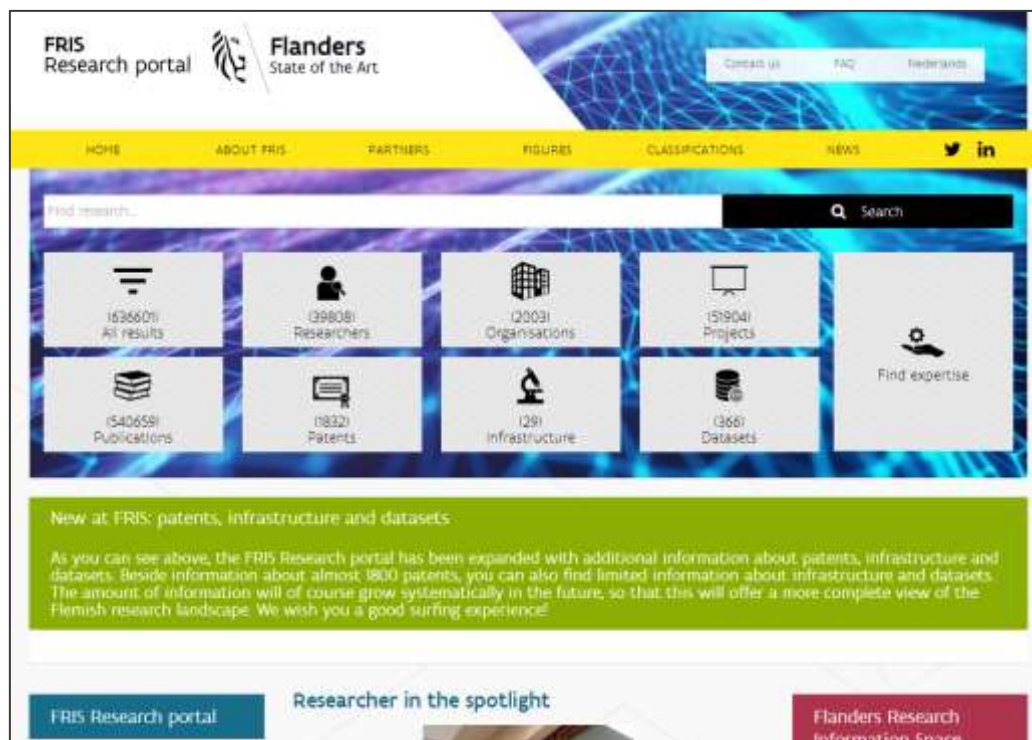 FRIS
Research portal
Flanders
State of the Art
Contact us FAQ Nederlands
HOME ABOUT FRIS PARTNERS FIGURES CLASSIFICATIONS NEWS in
Find research...
Search
(636601)
All results
(39808)
Researchers
(2003)
Organisations
(51904)
Projects
Find expertise
(540659)
Publications
(1832)
Patents
(29)
Infrastructure
(366)
Datasets
New at FRIS: patents, infrastructure and datasets
As you can see above, the FRIS Research portal has been expanded with additional information about patents, infrastructure and
datasets. Beside information about almost 1800 patents, you can also find limited information about infrastructure and datasets.
The amount of information will of course grow systematically in the future, so that this will offer a more complete view of the
Flemish research landscape. We wish you a good surfing experience!
FRIS Research portal
Researcher in the spotlight
Flanders Research
Information Space